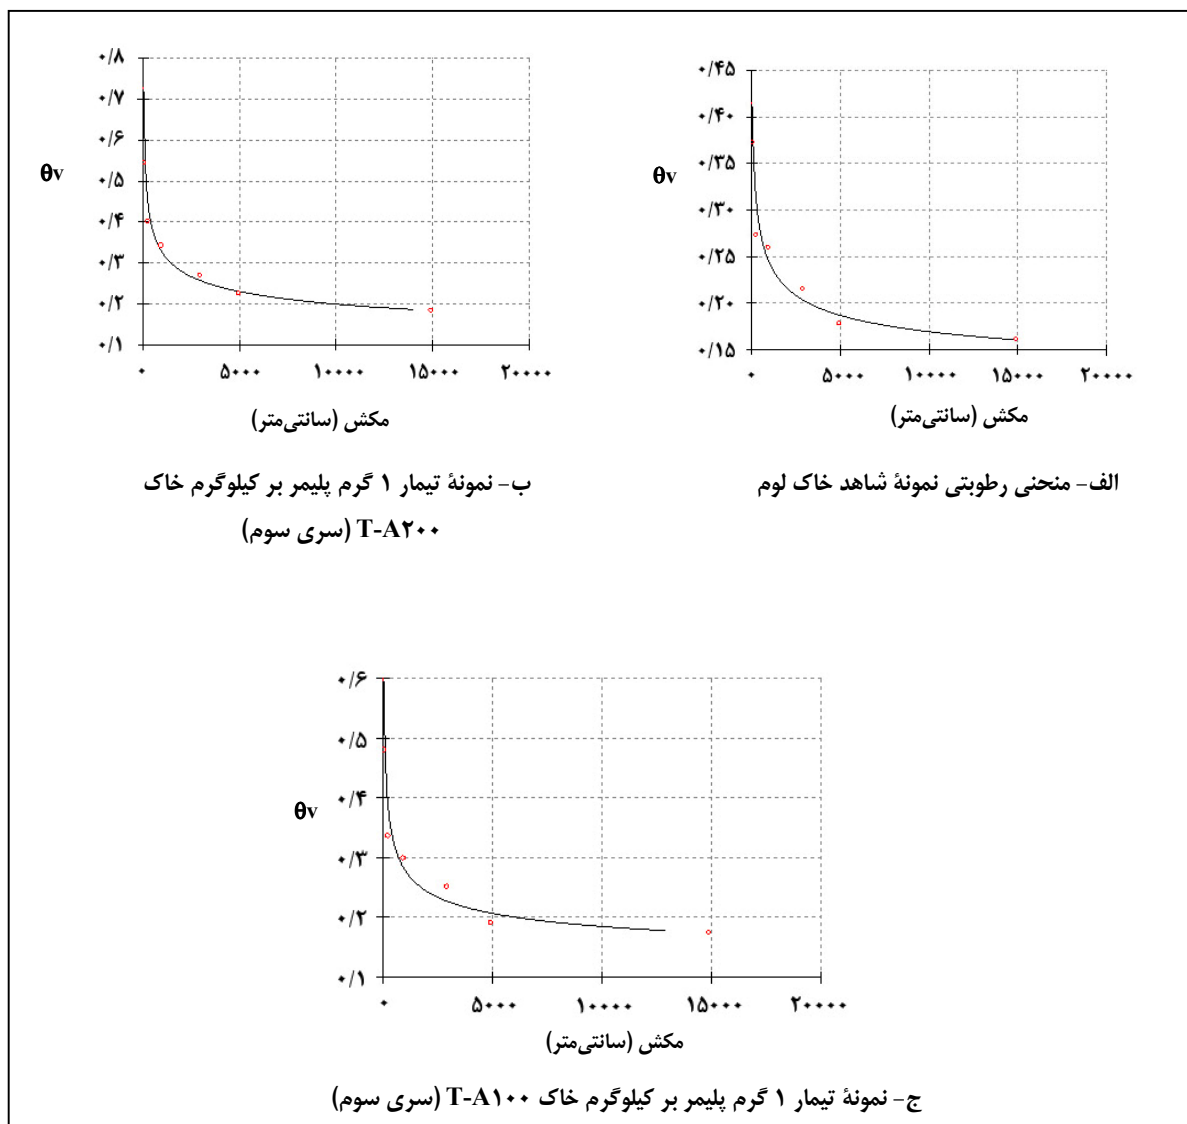 ۰/۴۵
۰/۴۰
۰/۳۵
۰/۳۰
۰/۲۵
۰/۲۰
۰/۱۵
θv
۰ ۵۰۰۰ ۱۰۰۰۰ ۱۵۰۰۰ ۲۰۰۰۰
مکش (سانتی‌متر)
الف- منحنی رطوبتی نمونهٔ شاهد خاک لوم
۰/۸
۰/۷
۰/۶
۰/۵
۰/۴
۰/۳
۰/۲
۰/۱
θv
۰ ۵۰۰۰ ۱۰۰۰۰ ۱۵۰۰۰ ۲۰۰۰۰
مکش (سانتی‌متر)
ب- نمونهٔ تیمار ۱ گرم پلیمر بر کیلوگرم خاک
T-A۲۰۰ (سری سوم)
۰/۶
۰/۵
۰/۴
۰/۳
۰/۲
۰/۱
θv
۰ ۵۰۰۰ ۱۰۰۰۰ ۱۵۰۰۰ ۲۰۰۰۰
مکش (سانتی‌متر)
ج- نمونهٔ تیمار ۱ گرم پلیمر بر کیلوگرم خاک T-A۱۰۰ (سری سوم)